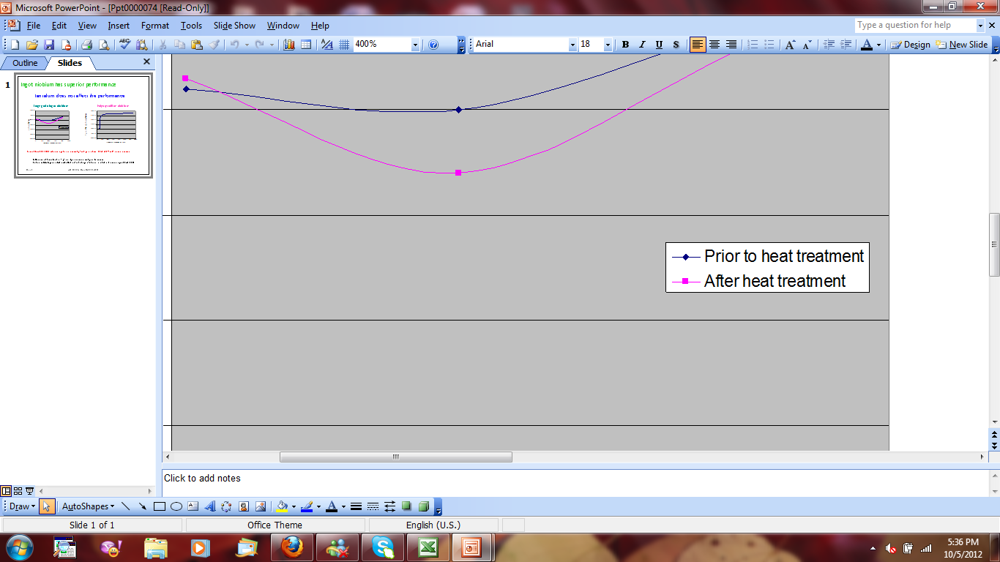 Microsoft PowerPoint - [Ppt0000074 [Read-Only]]
File Edit View Insert Format Tools Slide Show Window Help
Type a question for help
400%
Arial
18
B I U S
Design
New Slide
Outline
Slides
1
Ingot niobium has superior performance
Tantalum does not affect the performance
Prior to heat treatment
After heat treatment
Click to add notes
Draw
AutoShapes
Slide 1 of 1
Office Theme
English (U.S.)
5:36 PM
10/5/2012